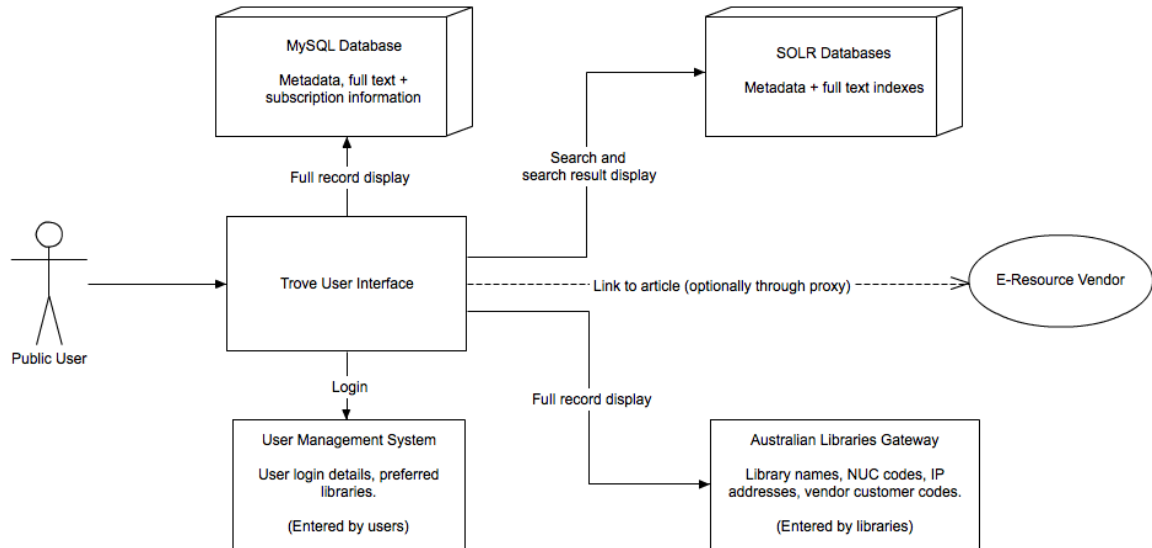 MySQL Database
Metadata, full text +
subscription information
SOLR Databases
Metadata + full text indexes
Full record display
Search and
search result display
Public User
Trove User Interface
Link to article (optionally through proxy)
E-Resource Vendor
Login
Full record display
User Management System
User login details, preferred
libraries.
(Entered by users)
Australian Libraries Gateway
Library names, NUC codes, IP
addresses, vendor customer codes.
(Entered by libraries)